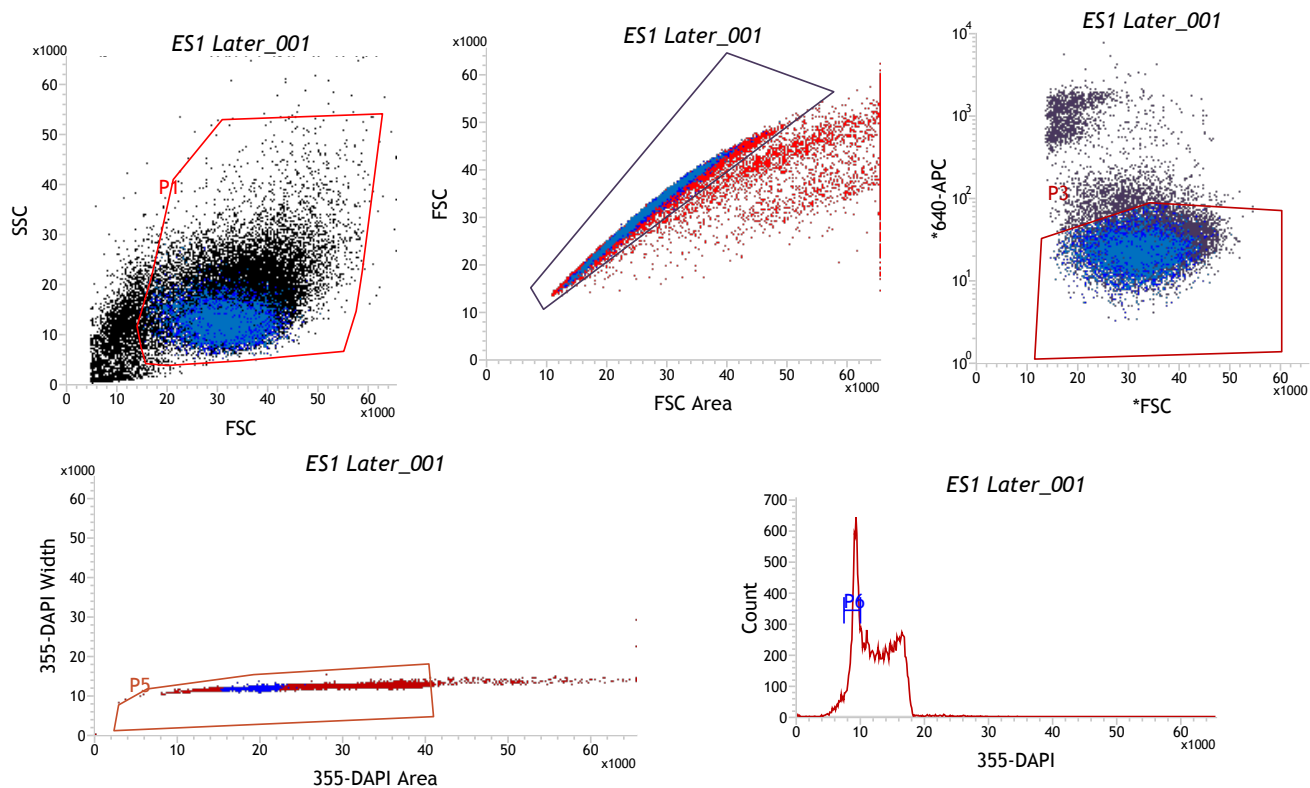 ES1 Later_001
x1000
60
50
40
30
20
10
0
SSC
P1
0 10 20 30 40 50 60
x1000
FSC
ES1 Later_001
x1000
60
50
40
30
20
10
0
FSC
0 10 20 30 40 50 60
x1000
FSC Area
ES1 Later_001
10^4
10^3
10^2
10^1
10^0
*640-APC
P3
0 10 20 30 40 50 60
x1000
*FSC
ES1 Later_001
x1000
60
50
40
30
20
10
0
355-DAPI Width
P5
0 10 20 30 40 50 60
x1000
355-DAPI Area
ES1 Later_001
700
600
500
400
300
200
100
0
Count
P6
0 10 20 30 40 50 60
x1000
355-DAPI